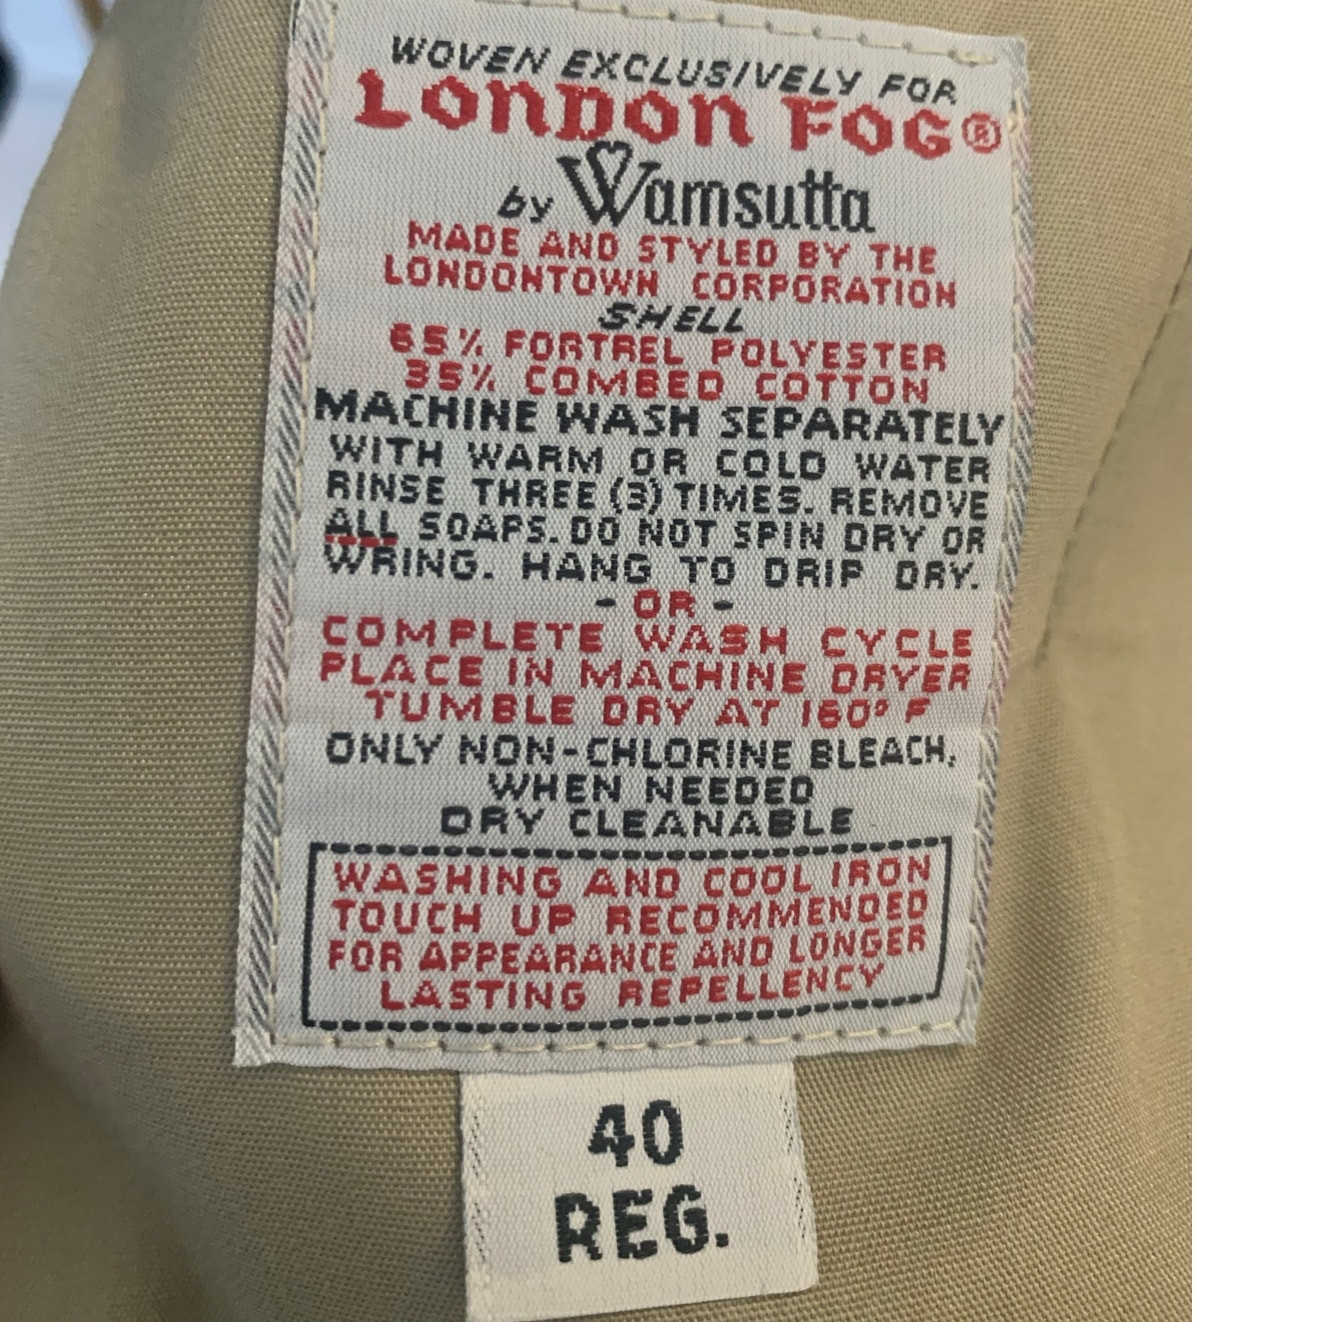 WOVEN EXCLUSIVELY FOR
LONDON FOG®
by Wamsutta
MADE AND STYLED BY THE
LONDONTOWN CORPORATION
SHELL
65% FORTREL POLYESTER
35% COMBED COTTON
MACHINE WASH SEPARATELY
WITH WARM OR COLD WATER
RINSE THREE (3) TIMES. REMOVE
ALL SOAPS. DO NOT SPIN DRY OR
WRING. HANG TO DRIP DRY.
- OR -
COMPLETE WASH CYCLE
PLACE IN MACHINE DRYER
TUMBLE DRY AT 160° F
ONLY NON-CHLORINE BLEACH,
WHEN NEEDED
DRY CLEANABLE
WASHING AND COOL IRON
TOUCH UP RECOMMENDED
FOR APPEARANCE AND LONGER
LASTING REPELLENCY
40
REG.